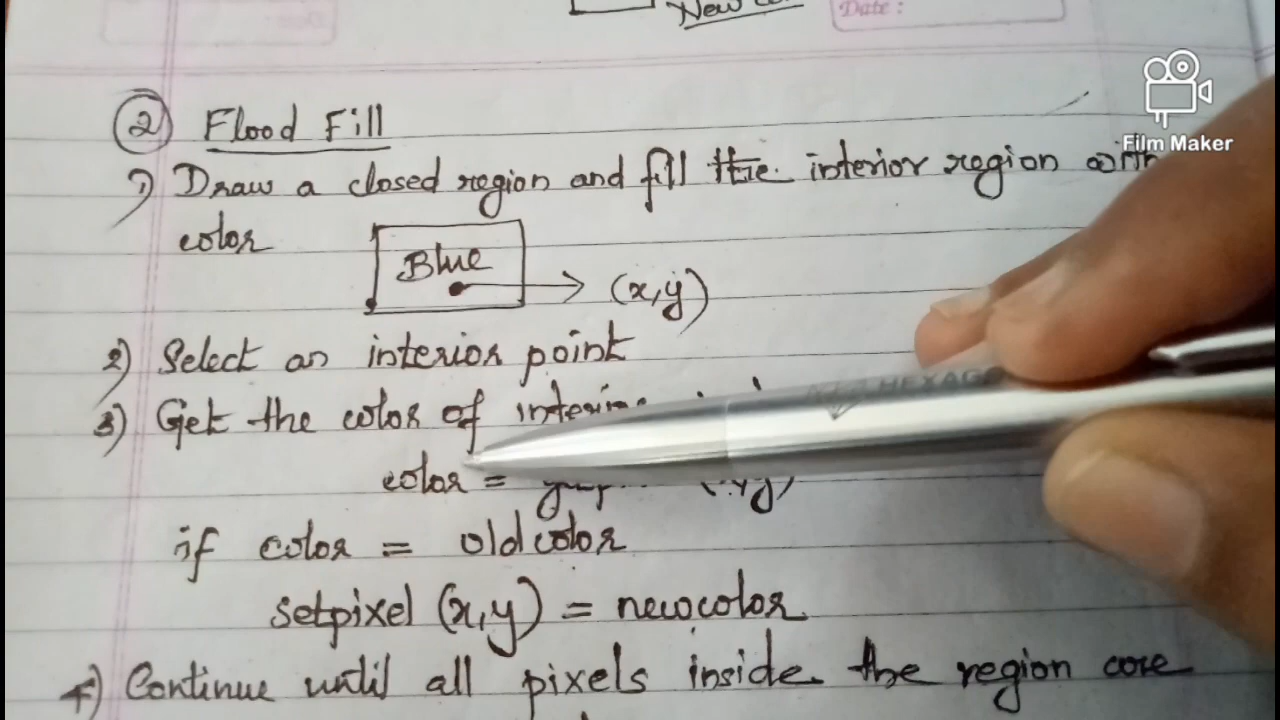 New
Date :
Film Maker
② Flood Fill
1) Draw a closed region and fill the interior region with
color
Blue
(x,y)
2) Select an interior point
3) Get the color of interior
color =
if color = oldcolor
setpixel (x,y) = newcolor
4) Continue until all pixels inside the region are